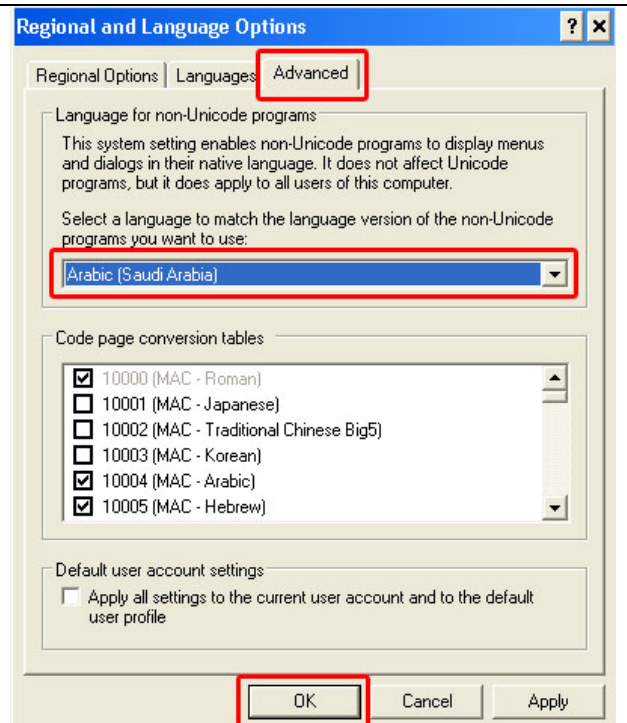 Regional and Language Options
Regional Options Languages Advanced
Language for non-Unicode programs
This system setting enables non-Unicode programs to display menus
and dialogs in their native language. It does not affect Unicode
programs, but it does apply to all users of this computer.
Select a language to match the language version of the non-Unicode
programs you want to use:
Arabic (Saudi Arabia)
Code page conversion tables
10000 (MAC - Roman)
10001 (MAC - Japanese)
10002 (MAC - Traditional Chinese Big5)
10003 (MAC - Korean)
10004 (MAC - Arabic)
10005 (MAC - Hebrew)
Default user account settings
Apply all settings to the current user account and to the default
user profile
OK Cancel Apply